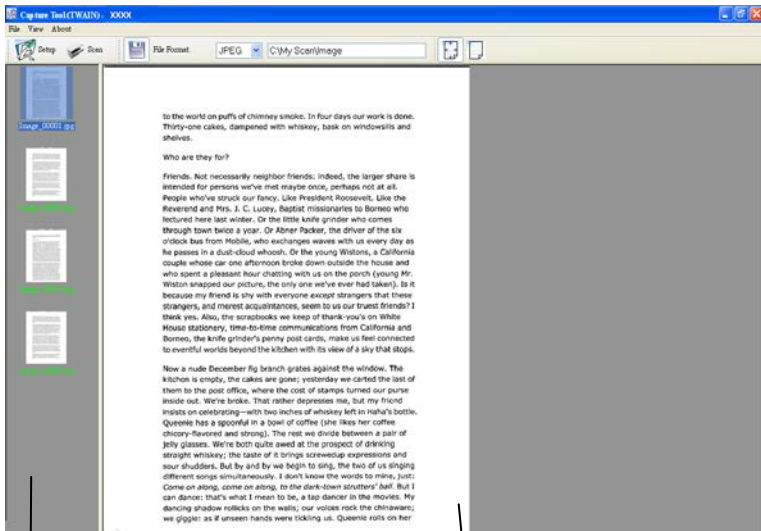 Capture Tool(TWAIN) - XXXX
File View About
Setup Scan File Format JPEG C:\My Scan\Image
Image_00001.jpg
to the world on puffs of chimney smoke. In four days our work is done.
Thirty-one cakes, dampened with whiskey, bask on windowsills and
shelves.
Who are they for?
Friends. Not necessarily neighbor friends: indeed, the larger share is
intended for persons we've met maybe once, perhaps not at all.
People who've struck our fancy. Like President Roosevelt. Like the
Reverend and Mrs. J. C. Lucey, Baptist missionaries to Borneo who
lectured here last winter. Or the little knife grinder who comes
through town twice a year. Or Abner Packer, the driver of the six
o'clock bus from Mobile, who exchanges waves with us every day as
he passes in a dust-cloud whoosh. Or the young Wistons, a California
couple whose car one afternoon broke down outside the house and
who spent a pleasant hour chatting with us on the porch (young Mr.
Wiston snapped our picture, the only one we've ever had taken). Is it
because my friend is shy with everyone except strangers that these
strangers, and merest acquaintances, seem to us our truest friends? I
think yes. Also, the scrapbooks we keep of thank-you's on White
House stationery, time-to-time communications from California and
Borneo, the knife grinder's penny post cards, make us feel connected
to eventful worlds beyond the kitchen with its view of a sky that stops.
Now a nude December fig branch grates against the window. The
kitchen is empty, the cakes are gone; yesterday we carted the last of
them to the post office, where the cost of stamps turned our purse
inside out. We're broke. That rather depresses me, but my friend
insists on celebrating—with two inches of whiskey left in Haha's bottle.
Queenie has a spoonful in a bowl of coffee (she likes her coffee
chicory-flavored and strong). The rest we divide between a pair of
jelly glasses. We're both quite awed at the prospect of drinking
straight whiskey; the taste of it brings screwedup expressions and
sour shudders. But by and by we begin to sing, the two of us singing
different songs simultaneously. I don't know the words to mine, just:
Come on along, come on along, to the dark-town strutters' ball. But I
can dance: that's what I mean to be, a tap dancer in the movies. My
dancing shadow rollicks on the walls; our voices rock the chinaware;
we giggle: as if unseen hands were tickling us. Queenie rolls on her